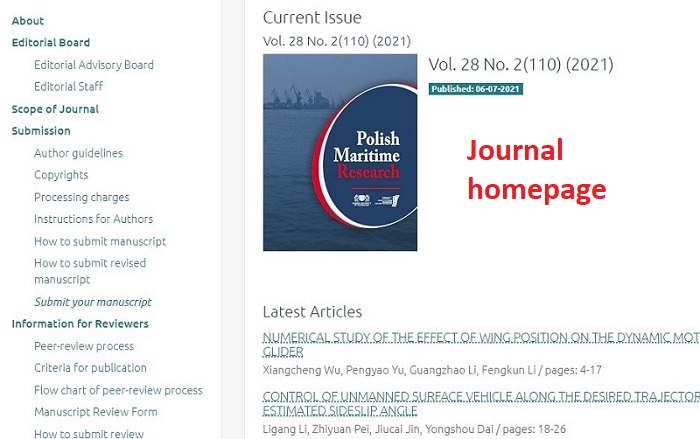 About
Editorial Board
Editorial Advisory Board
Editorial Staff
Scope of Journal
Submission
Author guidelines
Copyrights
Processing charges
Instructions for Authors
How to submit manuscript
How to submit revised
manuscript
Submit your manuscript
Information for Reviewers
Peer-review process
Criteria for publication
Flow chart of peer-review process
Manuscript Review Form
How to submit review
Current Issue
Vol. 28 No. 2(110) (2021)
Polish
Maritime
Research
Vol. 28 No. 2(110) (2021)
Published: 06-07-2021
Journal
homepage
Latest Articles
NUMERICAL STUDY OF THE EFFECT OF WING POSITION ON THE DYNAMIC MOT
GLIDER
Xiangcheng Wu, Pengyao Yu, Guangzhao Li, Fengkun Li / pages: 4-17
CONTROL OF UNMANNED SURFACE VEHICLE ALONG THE DESIRED TRAJECTOR
ESTIMATED SIDESLIP ANGLE
Ligang Li, Zhiyuan Pei, Jiucai Jin, Yongshou Dai / pages: 18-26